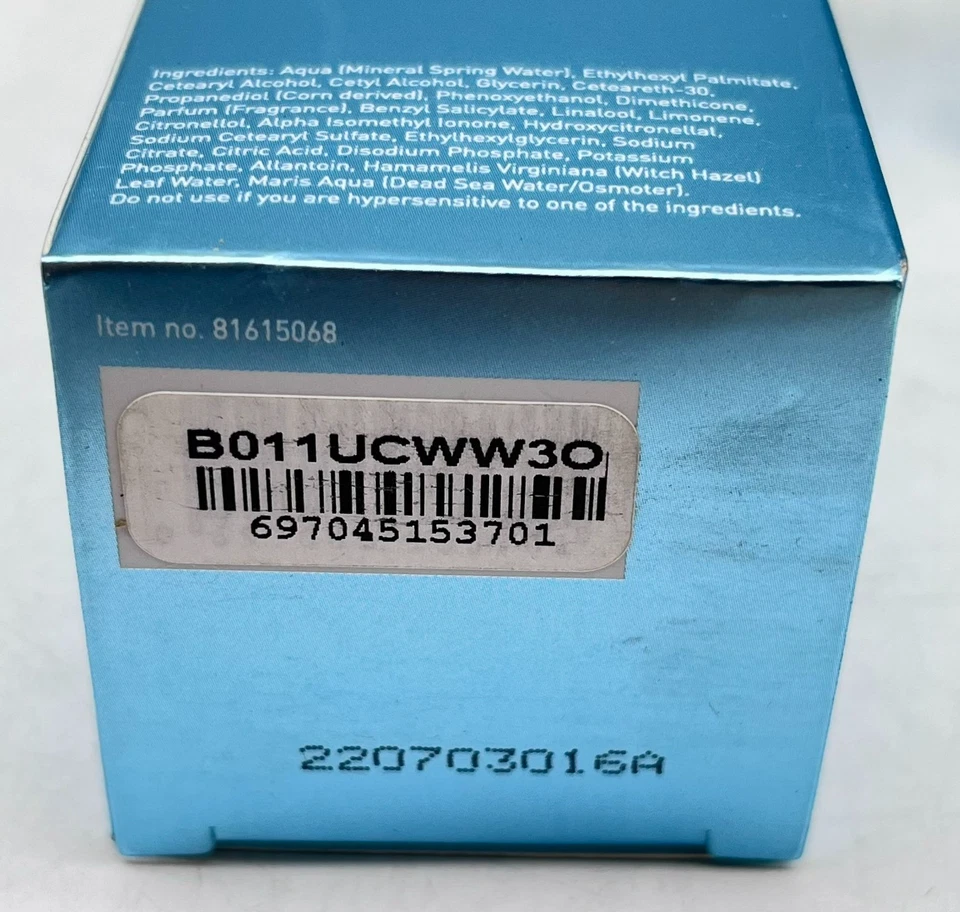 Ingredients: Aqua (Mineral Spring Water), Ethylhexyl Palmitate,
Cetearyl Alcohol, Cetyl Alcohol, Glycerin, Ceteareth-30,
Propanediol (Corn derived), Phenoxyethanol, Dimethicone,
Parfum (Fragrance), Benzyl Salicylate, Linalool, Limonene,
Citronellol, Alpha Isomethyl Ionone, Hydroxycitronellal,
Sodium Cetearyl Sulfate, Ethylhexylglycerin, Sodium
Citrate, Citric Acid, Disodium Phosphate, Potassium
Phosphate, Allantoin, Hamamelis Virginiana (Witch Hazel)
Leaf Water, Maris Aqua (Dead Sea Water/Osmoter).
Do not use if you are hypersensitive to one of the ingredients.
Item no. 81615068
B011UCWW3O
697045153701
220703016A